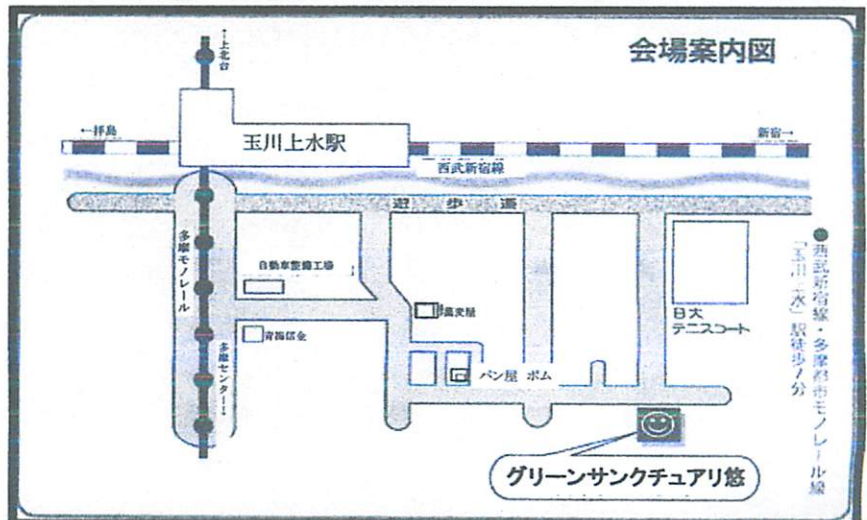 会場案内図
←上北台
←拝島
新宿→
玉川上水駅
西武新宿線
遊歩道
多摩モノレール
自動車整備工場
蕎麦屋
日大
テニスコート
青梅信金
多摩センター↓
パン屋 ボム
グリーンサンクチュアリ悠
●西武新宿線・多摩都市モノレール線
「玉川上水」駅徒歩7分